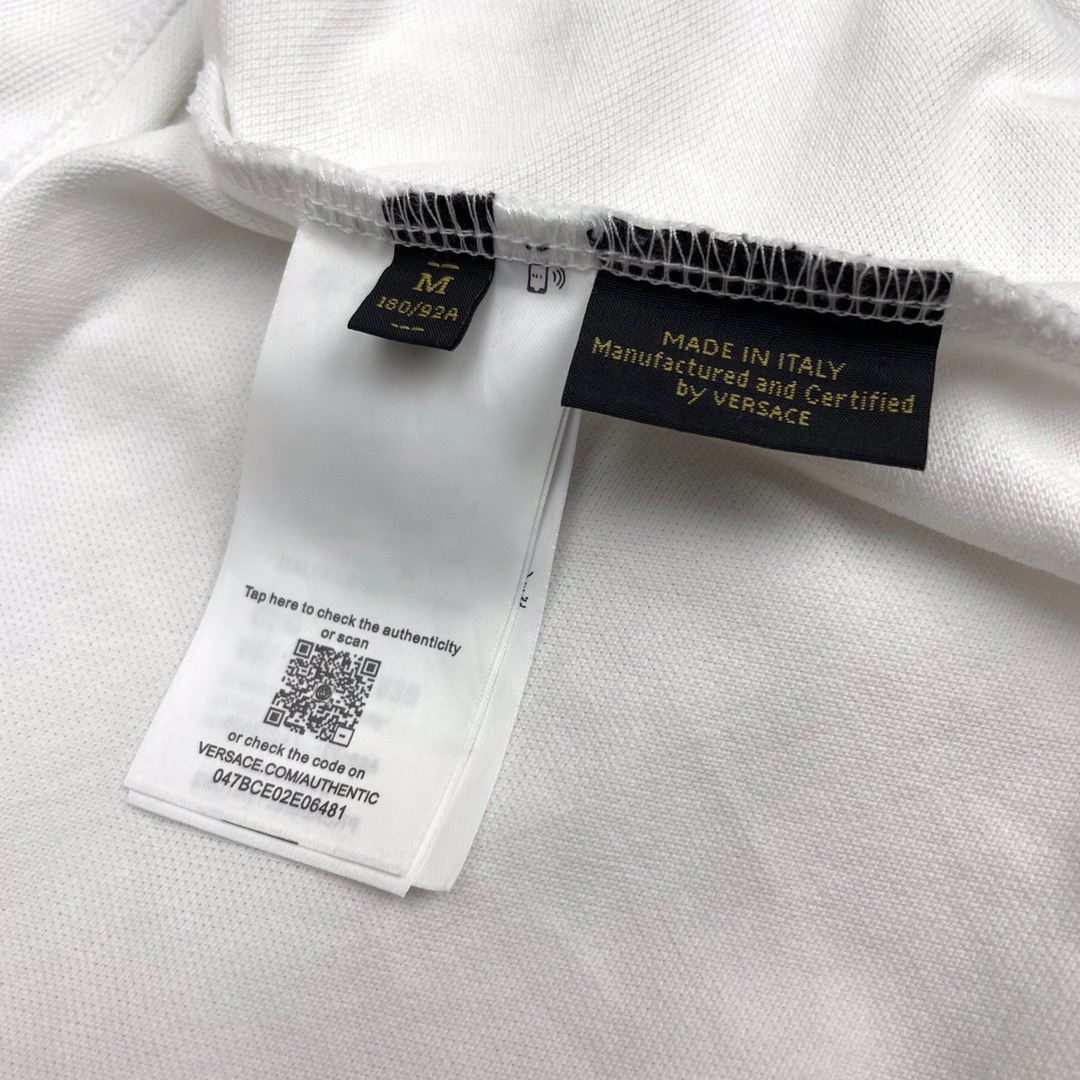 M
180/92A
MADE IN ITALY
Manufactured and Certified
by VERSACE
Tap here to check the authenticity
or scan
or check the code on
VERSACE.COM/AUTHENTIC
047BCE02E06481